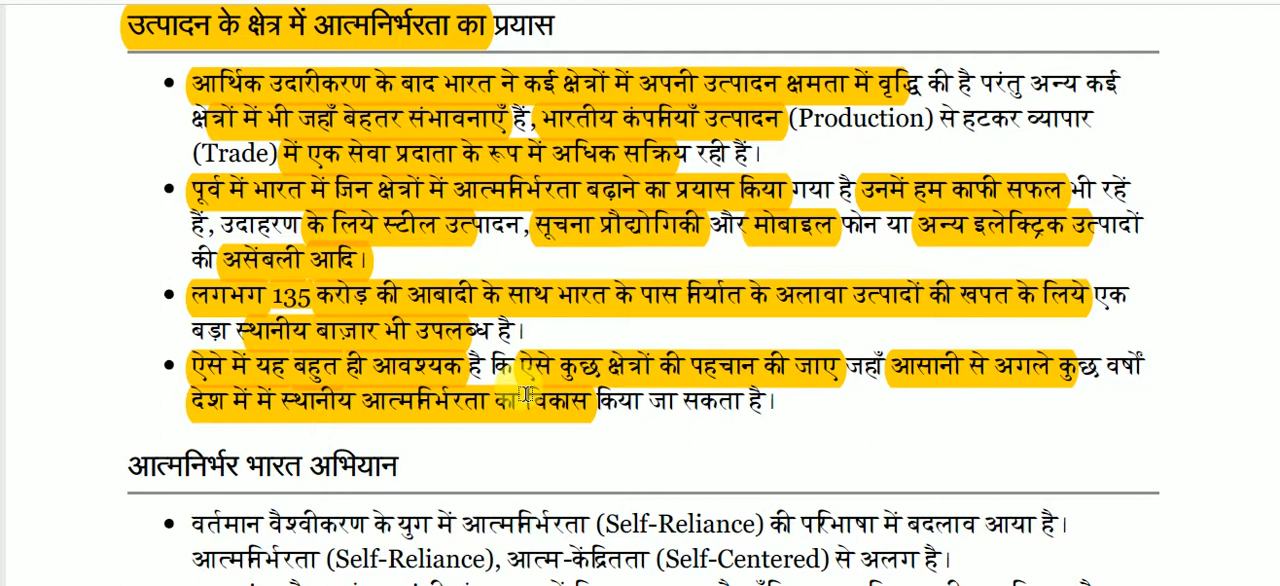 उत्पादन के क्षेत्र में आत्मनिर्भरता का प्रयास
आर्थिक उदारीकरण के बाद भारत ने कई क्षेत्रों में अपनी उत्पादन क्षमता में वृद्धि की है परंतु अन्य कई
क्षेत्रों में भी जहाँ बेहतर संभावनाएँ हैं, भारतीय कंपनियाँ उत्पादन (Production) से हटकर व्यापार
(Trade) में एक सेवा प्रदाता के रूप में अधिक सक्रिय रही हैं।
पूर्व में भारत में जिन क्षेत्रों में आत्मनिर्भरता बढ़ाने का प्रयास किया गया है उनमें हम काफी सफल भी रहें
हैं, उदाहरण के लिये स्टील उत्पादन, सूचना प्रौद्योगिकी और मोबाइल फोन या अन्य इलेक्ट्रिक उत्पादों
की असेंबली आदि।
लगभग 135 करोड़ की आबादी के साथ भारत के पास निर्यात के अलावा उत्पादों की खपत के लिये एक
बड़ा स्थानीय बाज़ार भी उपलब्ध है।
ऐसे में यह बहुत ही आवश्यक है कि ऐसे कुछ क्षेत्रों की पहचान की जाए जहाँ आसानी से अगले कुछ वर्षों
देश में में स्थानीय आत्मनिर्भरता का विकास किया जा सकता है।
आत्मनिर्भर भारत अभियान
वर्तमान वैश्वीकरण के युग में आत्मनिर्भरता (Self-Reliance) की परिभाषा में बदलाव आया है।
आत्मनिर्भरता (Self-Reliance), आत्म-केंद्रितता (Self-Centered) से अलग है।